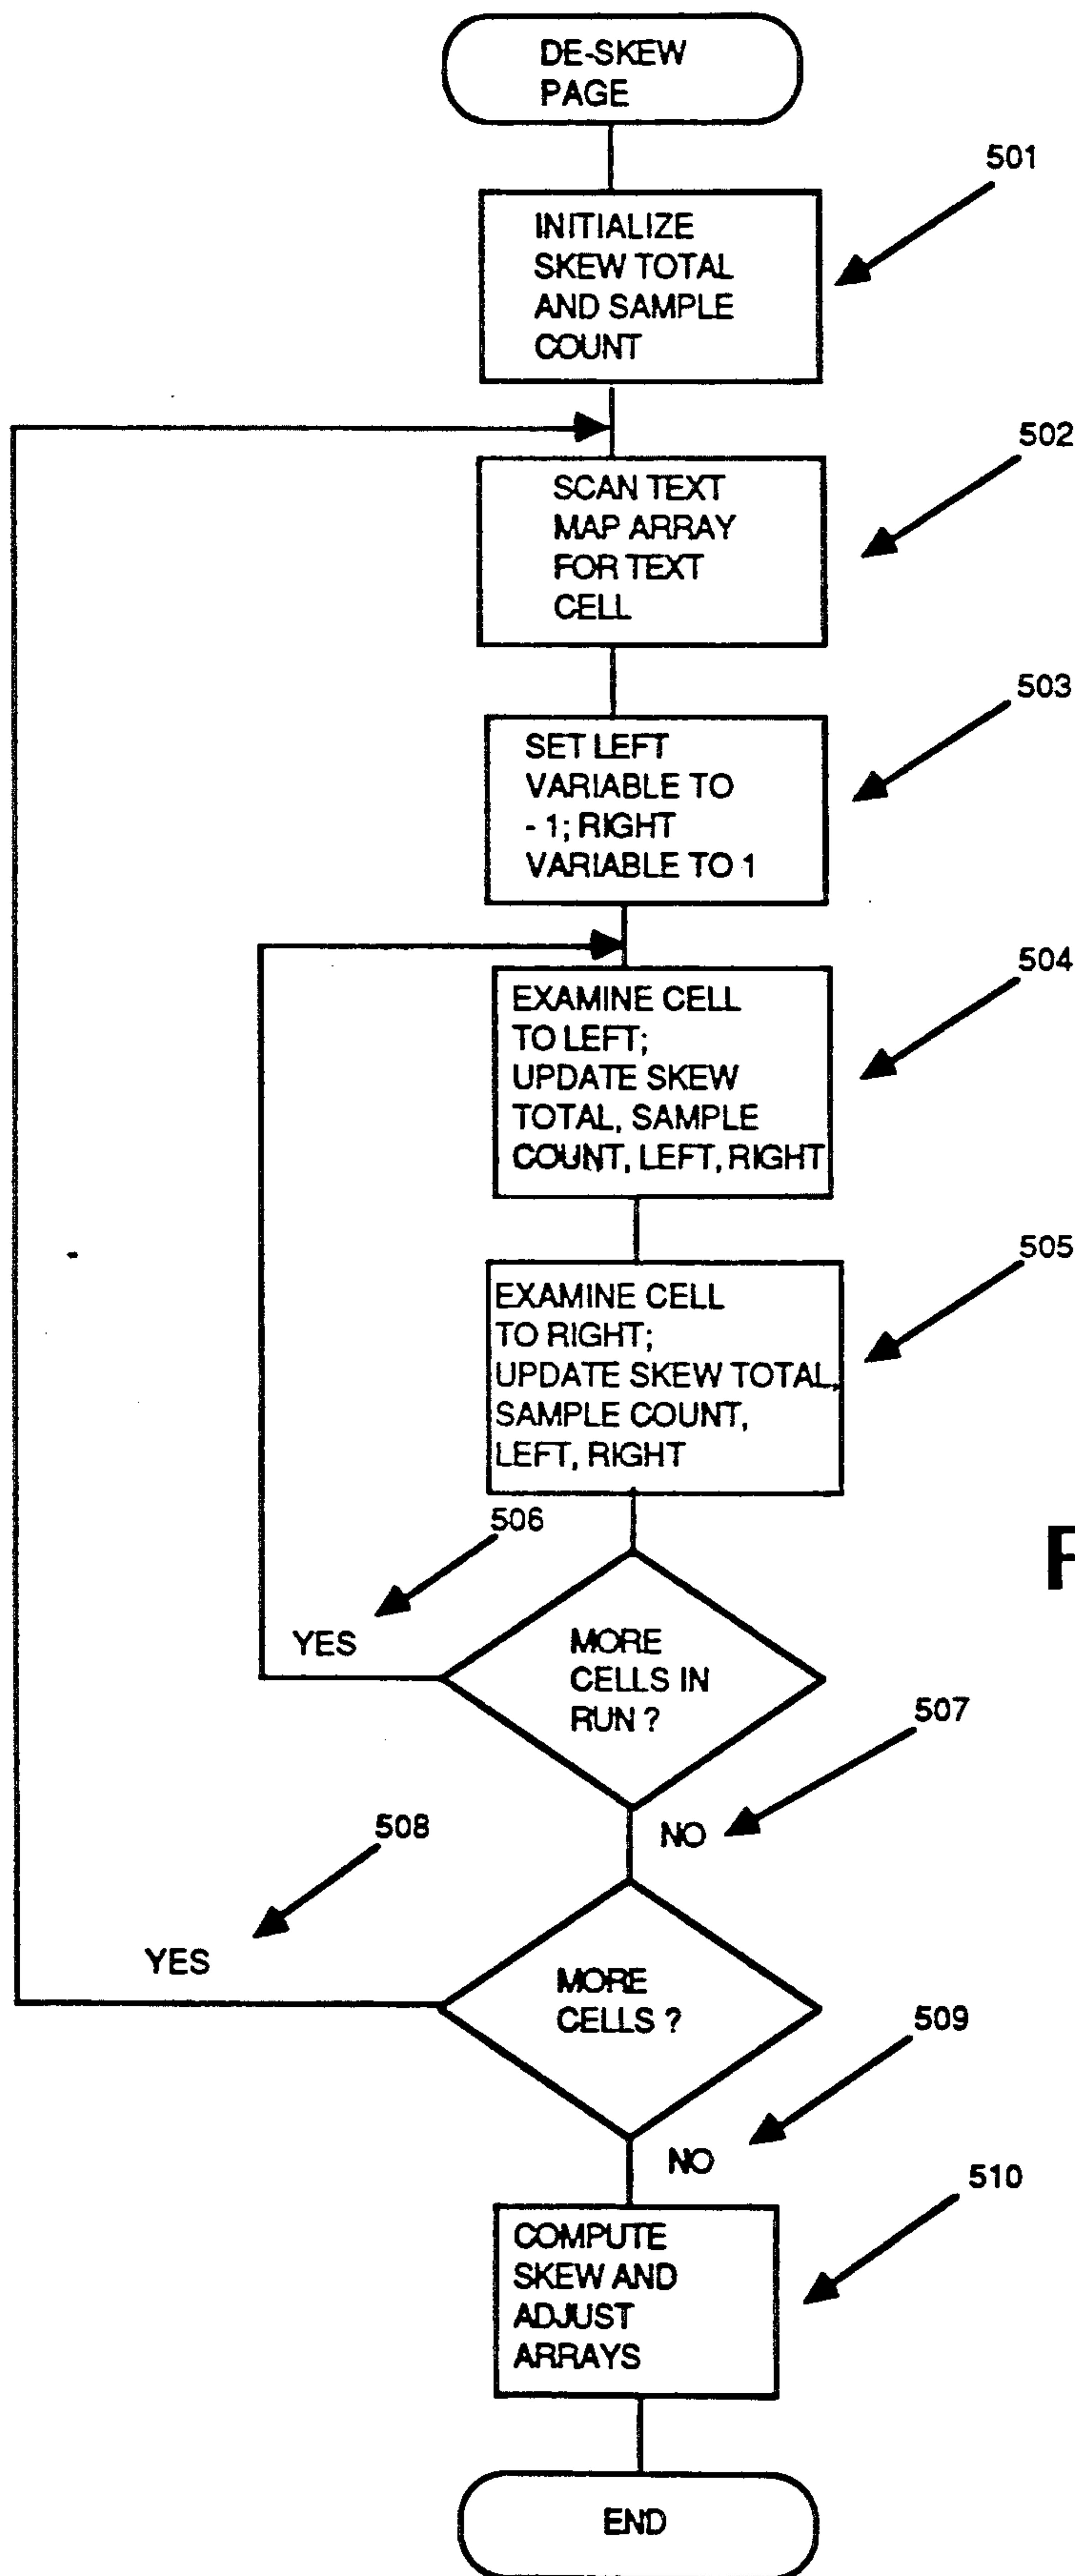 DE-SKEW
PAGE
501
INITIALIZE
SKEW TOTAL
AND SAMPLE
COUNT
502
SCAN TEXT
MAP ARRAY
FOR TEXT
CELL
503
SET LEFT
VARIABLE TO
- 1; RIGHT
VARIABLE TO 1
504
EXAMINE CELL
TO LEFT;
UPDATE SKEW
TOTAL, SAMPLE
COUNT, LEFT, RIGHT
505
EXAMINE CELL
TO RIGHT;
UPDATE SKEW TOTAL,
SAMPLE COUNT,
LEFT, RIGHT
506
YES
MORE
CELLS IN
RUN ?
507
NO
508
YES
MORE
CELLS ?
509
NO
510
COMPUTE
SKEW AND
ADJUST
ARRAYS
END